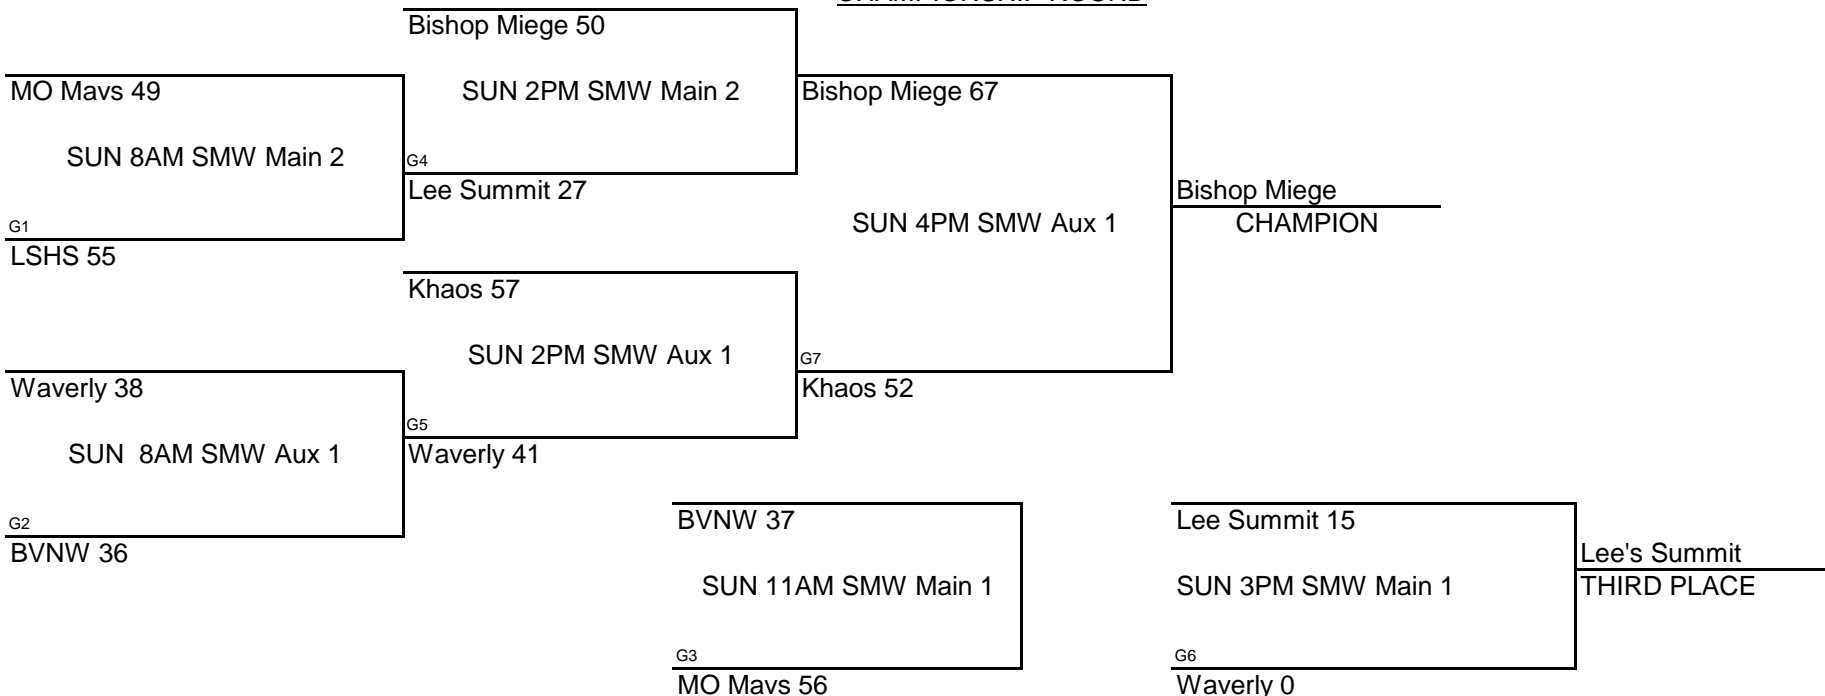 CHAMPIONSHIP ROUND
Bishop Miege 50
MO Mavs 49
SUN 2PM SMW Main 2
Bishop Miege 67
SUN 8AM SMW Main 2
G4
Lee Summit 27
Bishop Miege
G1
SUN 4PM SMW Aux 1
CHAMPION
LSHS 55
Khaos 57
SUN 2PM SMW Aux 1
G7
Waverly 38
Khaos 52
G5
SUN  8AM SMW Aux 1
Waverly 41
G2
BVNW 37
Lee Summit 15
BVNW 36
Lee's Summit
SUN 11AM SMW Main 1
SUN 3PM SMW Main 1
THIRD PLACE
G3
G6
MO Mavs 56
Waverly 0